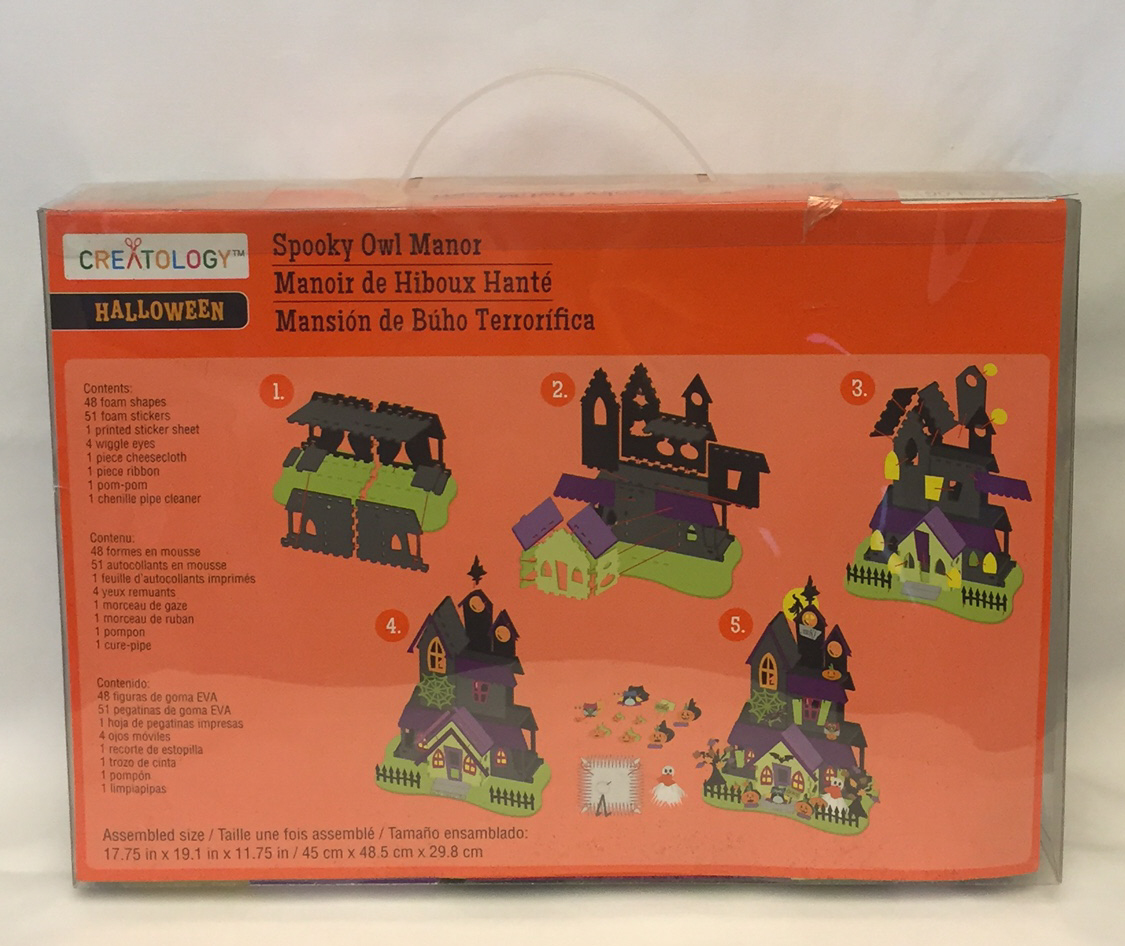 CREATOLOGY™
HALLOWEEN
Spooky Owl Manor
Manoir de Hiboux Hanté
Mansión de Búho Terrorífica
Contents:
48 foam shapes
51 foam stickers
1 printed sticker sheet
4 wiggle eyes
1 piece cheesecloth
1 piece ribbon
1 pom-pom
1 chenille pipe cleaner
Contenu:
48 formes en mousse
51 autocollants en mousse
1 feuille d'autocollants imprimés
4 yeux remuants
1 morceau de gaze
1 morceau de ruban
1 pompon
1 cure-pipe
Contenido:
48 figuras de goma EVA
51 pegatinas de goma EVA
1 hoja de pegatinas impresas
4 ojos móviles
1 recorte de estopilla
1 trozo de cinta
1 pompón
1 limpiapipas
1.
2.
3.
4.
5.
Assembled size / Taille une fois assemblé / Tamaño ensamblado:
17.75 in x 19.1 in x 11.75 in / 45 cm x 48.5 cm x 29.8 cm